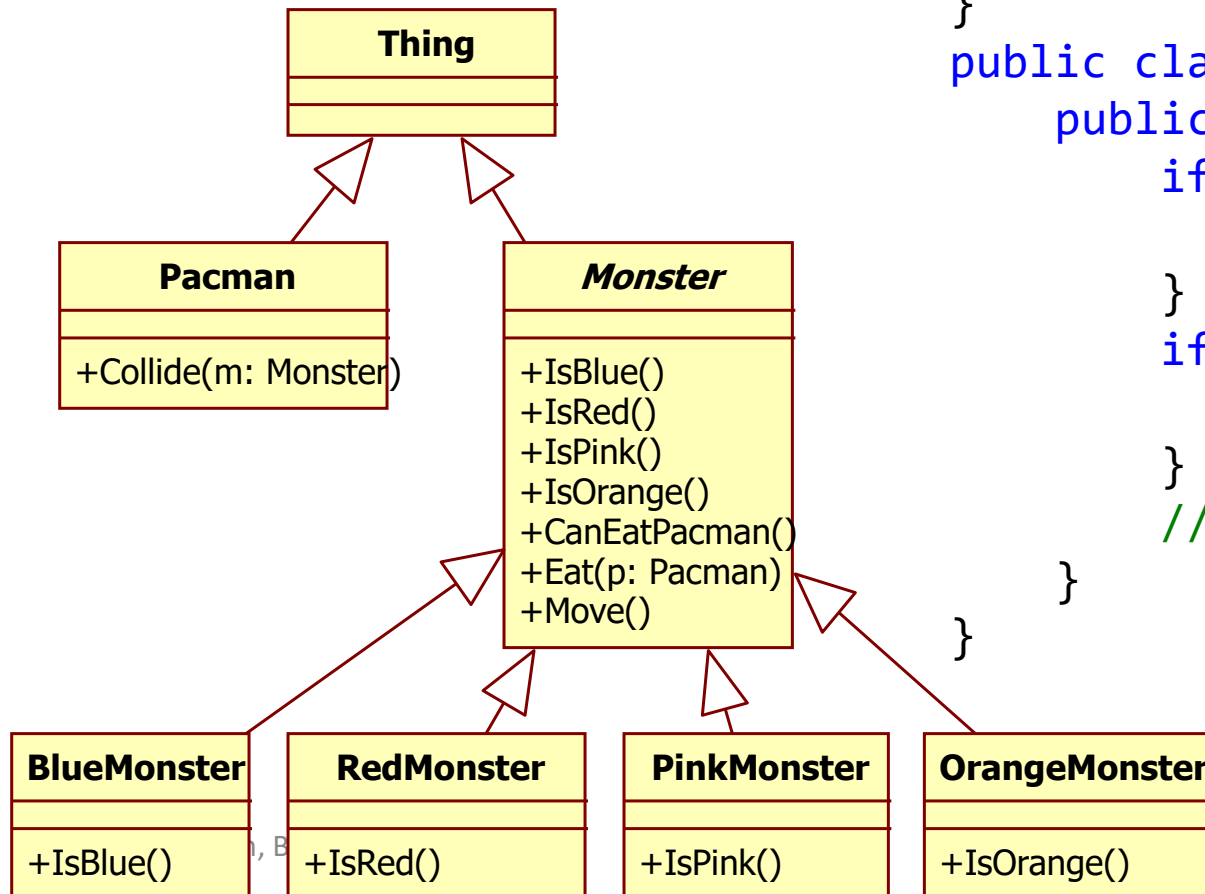 Thing
Pacman
+Collide(m: Monster)
Monster
+IsBlue()
+IsRed()
+IsPink()
+IsOrange()
+CanEatPacman()
+Eat(p: Pacman)
+Move()
BlueMonster
+IsBlue()
RedMonster
+IsRed()
PinkMonster
+IsPink()
OrangeMonster
+IsOrange()
}
public cla
public
if
}
if
}
//
}
}
, B